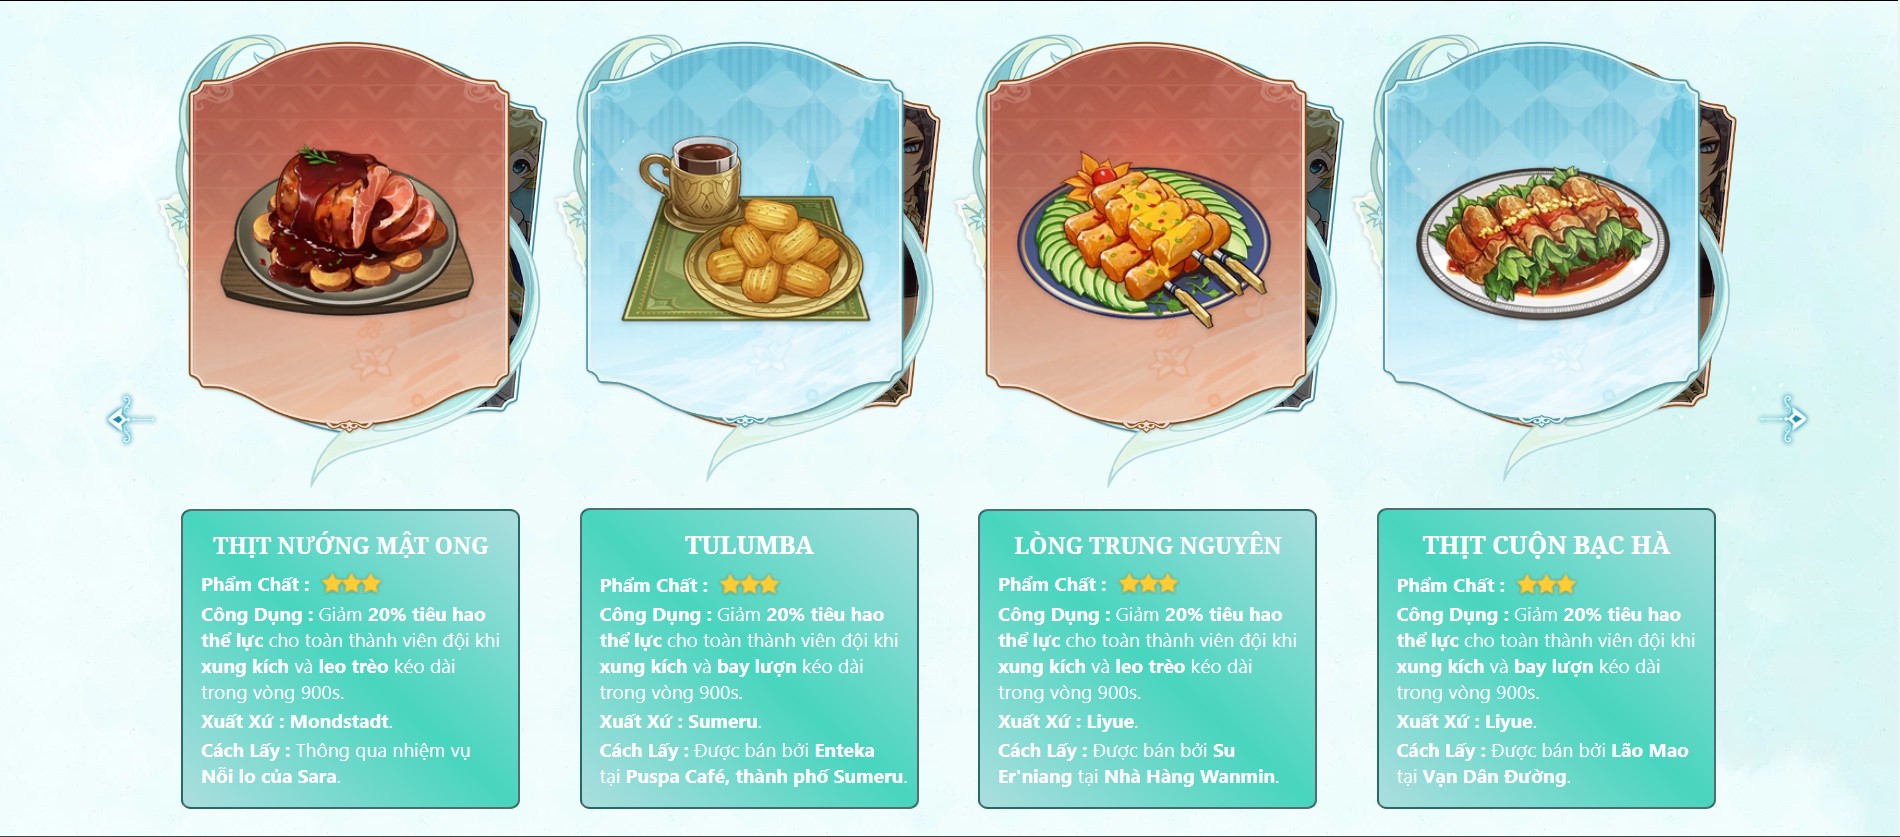 THỊT NƯỚNG MẬT ONG
Phẩm Chất :
Công Dụng : Giảm 20% tiêu hao
thể lực cho toàn thành viên đội khi
xung kích và leo trèo kéo dài
trong vòng 900s.
Xuất Xứ : Mondstadt.
Cách Lấy : Thông qua nhiệm vụ
Nỗi lo của Sara.
TULUMBA
Phẩm Chất :
Công Dụng : Giảm 20% tiêu hao
thể lực cho toàn thành viên đội khi
xung kích và bay lượn kéo dài
trong vòng 900s.
Xuất Xứ : Sumeru.
Cách Lấy : Được bán bởi Enteka
tại Puspa Café, thành phố Sumeru.
LÒNG TRUNG NGUYÊN
Phẩm Chất :
Công Dụng : Giảm 20% tiêu hao
thể lực cho toàn thành viên đội khi
xung kích và leo trèo kéo dài
trong vòng 900s.
Xuất Xứ : Liyue.
Cách Lấy : Được bán bởi Su
Er'niang tại Nhà Hàng Wanmin.
THỊT CUỘN BẠC HÀ
Phẩm Chất :
Công Dụng : Giảm 20% tiêu hao
thể lực cho toàn thành viên đội khi
xung kích và bay lượn kéo dài
trong vòng 900s.
Xuất Xứ : Liyue.
Cách Lấy : Được bán bởi Lão Mao
tại Vạn Dân Đường.